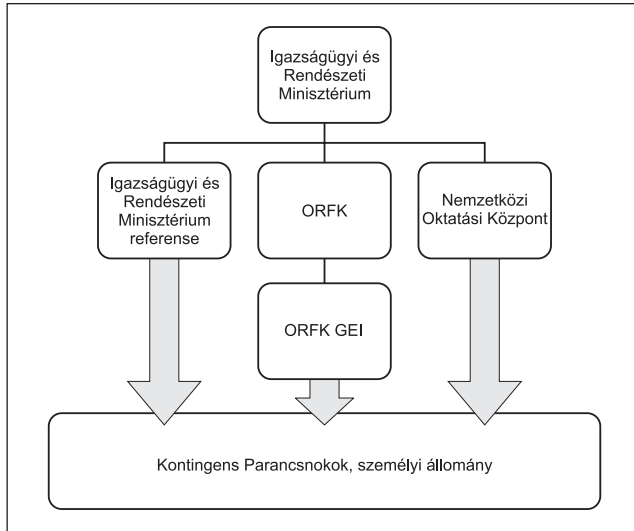 Igazságügyi és
Rendészeti
Minisztérium
Igazságügyi és
Rendészeti
Minisztérium
referense
ORFK
Nemzetközi
Oktatási Központ
ORFK GEI
Kontingens Parancsnokok, személyi állomány